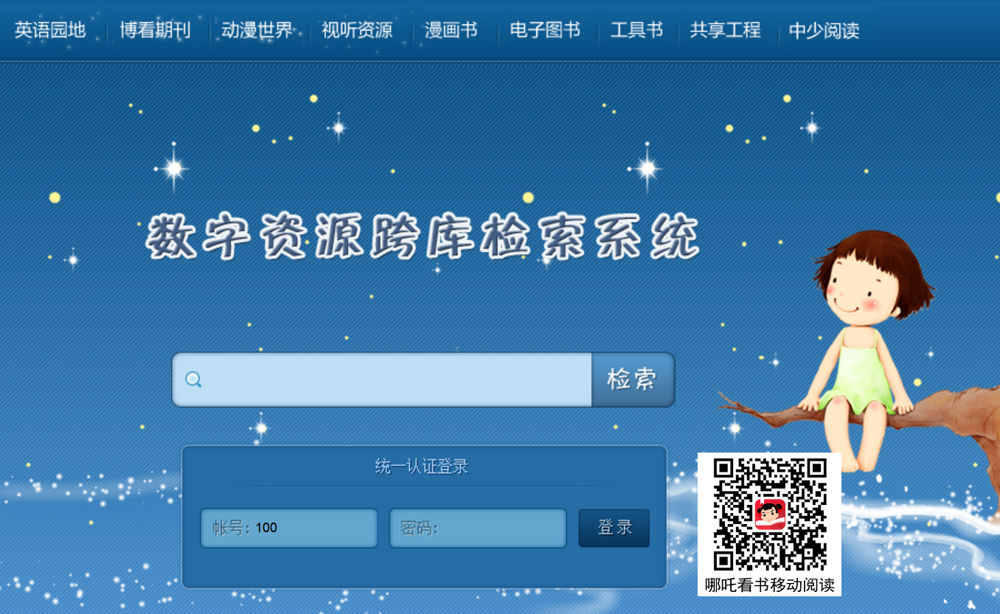 英语园地 博看期刊 动漫世界 视听资源 漫画书 电子图书 工具书 共享工程 中少阅读
数字资源跨库检索系统
检索
统一认证登录
帐号: 100 密码: 登录
哪吒看书移动阅读